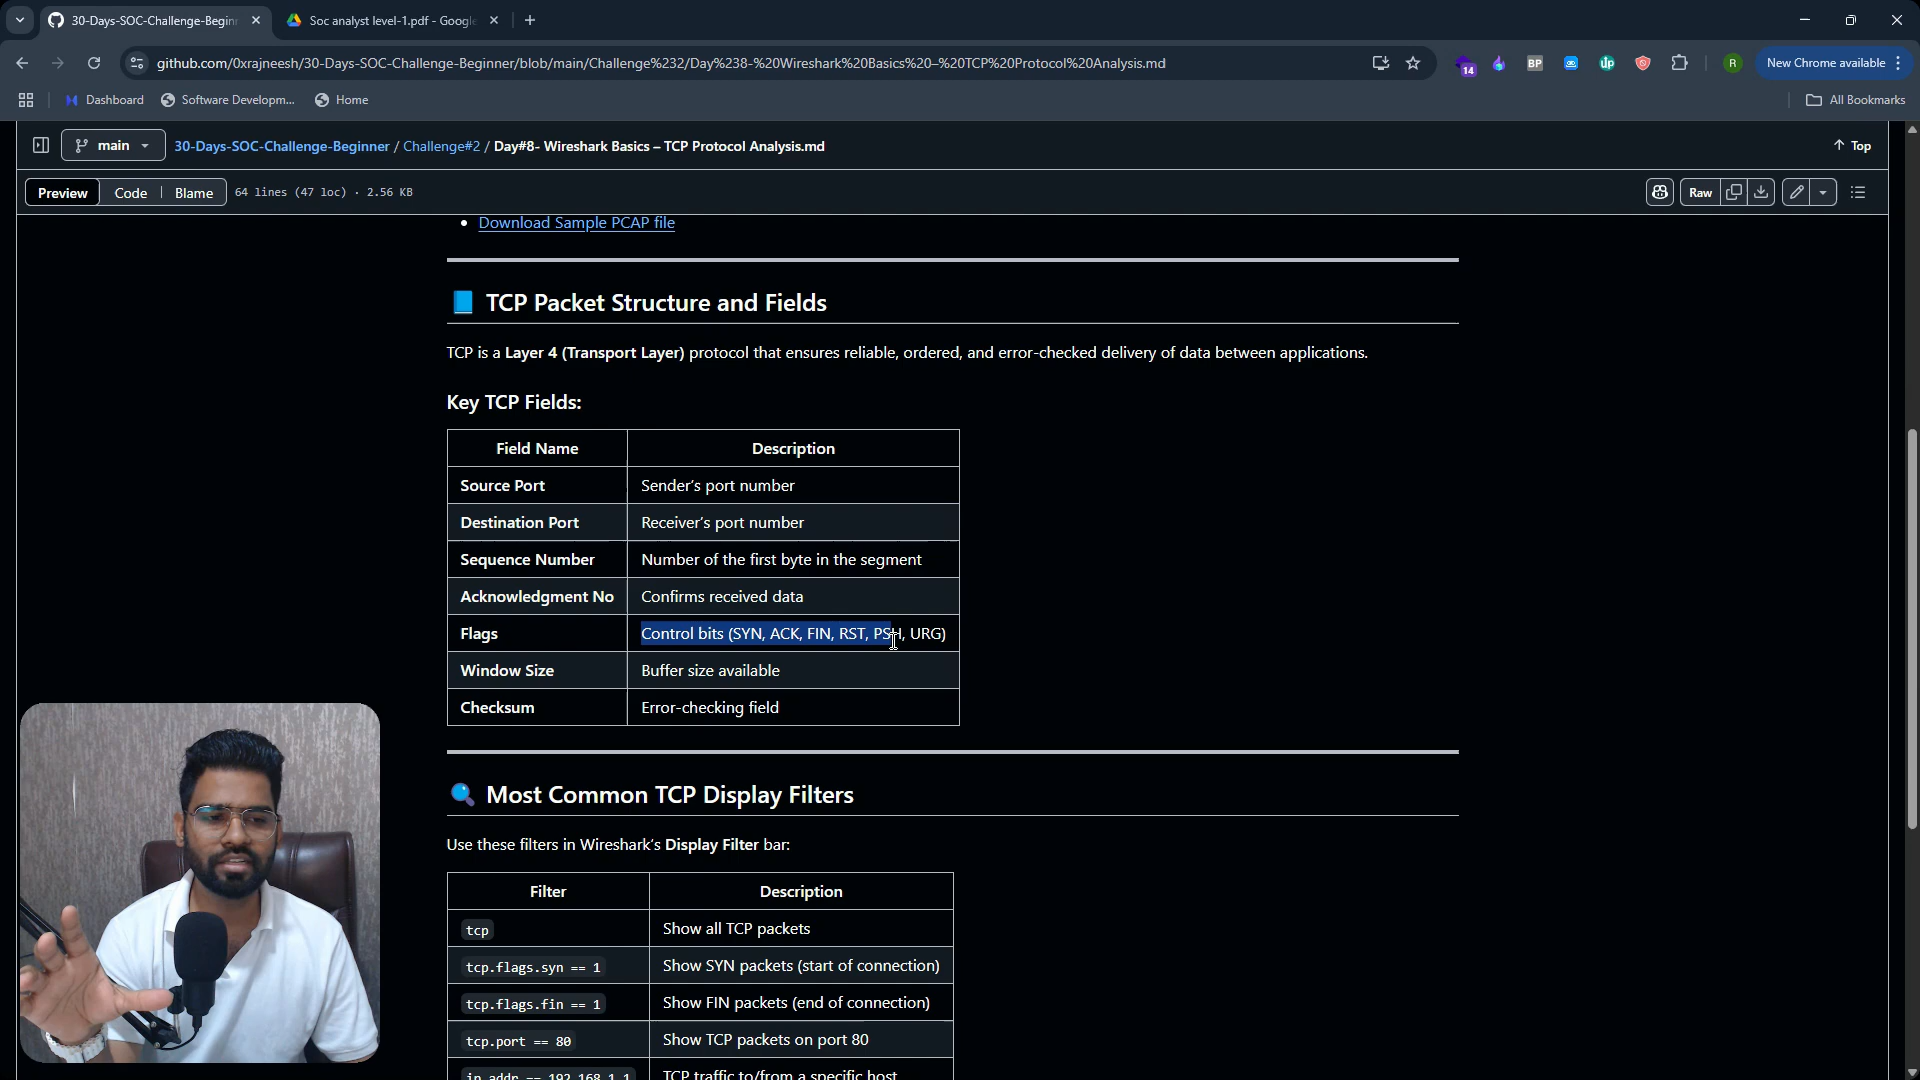 30-Days-SOC-Challenge-Begin
Soc analyst level-1.pdf - Google
github.com/0xrajneesh/30-Days-SOC-Challenge-Beginner/blob/main/Challenge%232/Day%238-%20Wireshark%20Basics%20–%20TCP%20Protocol%20Analysis.md
14
BP
up
R
New Chrome available
Dashboard
Software Developm...
Home
All Bookmarks
main
30-Days-SOC-Challenge-Beginner / Challenge#2 / Day#8- Wireshark Basics – TCP Protocol Analysis.md
Top
Preview
Code
Blame
64 lines (47 loc) · 2.56 KB
Raw
Download Sample PCAP file
TCP Packet Structure and Fields
TCP is a Layer 4 (Transport Layer) protocol that ensures reliable, ordered, and error-checked delivery of data between applications.
Key TCP Fields:
Field Name Description
Source Port Sender's port number
Destination Port Receiver's port number
Sequence Number Number of the first byte in the segment
Acknowledgment No Confirms received data
Flags Control bits (SYN, ACK, FIN, RST, PSH, URG)
Window Size Buffer size available
Checksum Error-checking field
Most Common TCP Display Filters
Use these filters in Wireshark's Display Filter bar:
Filter Description
tcp Show all TCP packets
tcp.flags.syn == 1 Show SYN packets (start of connection)
tcp.flags.fin == 1 Show FIN packets (end of connection)
tcp.port == 80 Show TCP packets on port 80
ip.addr == 192.168.1.1 TCP traffic to/from a specific host